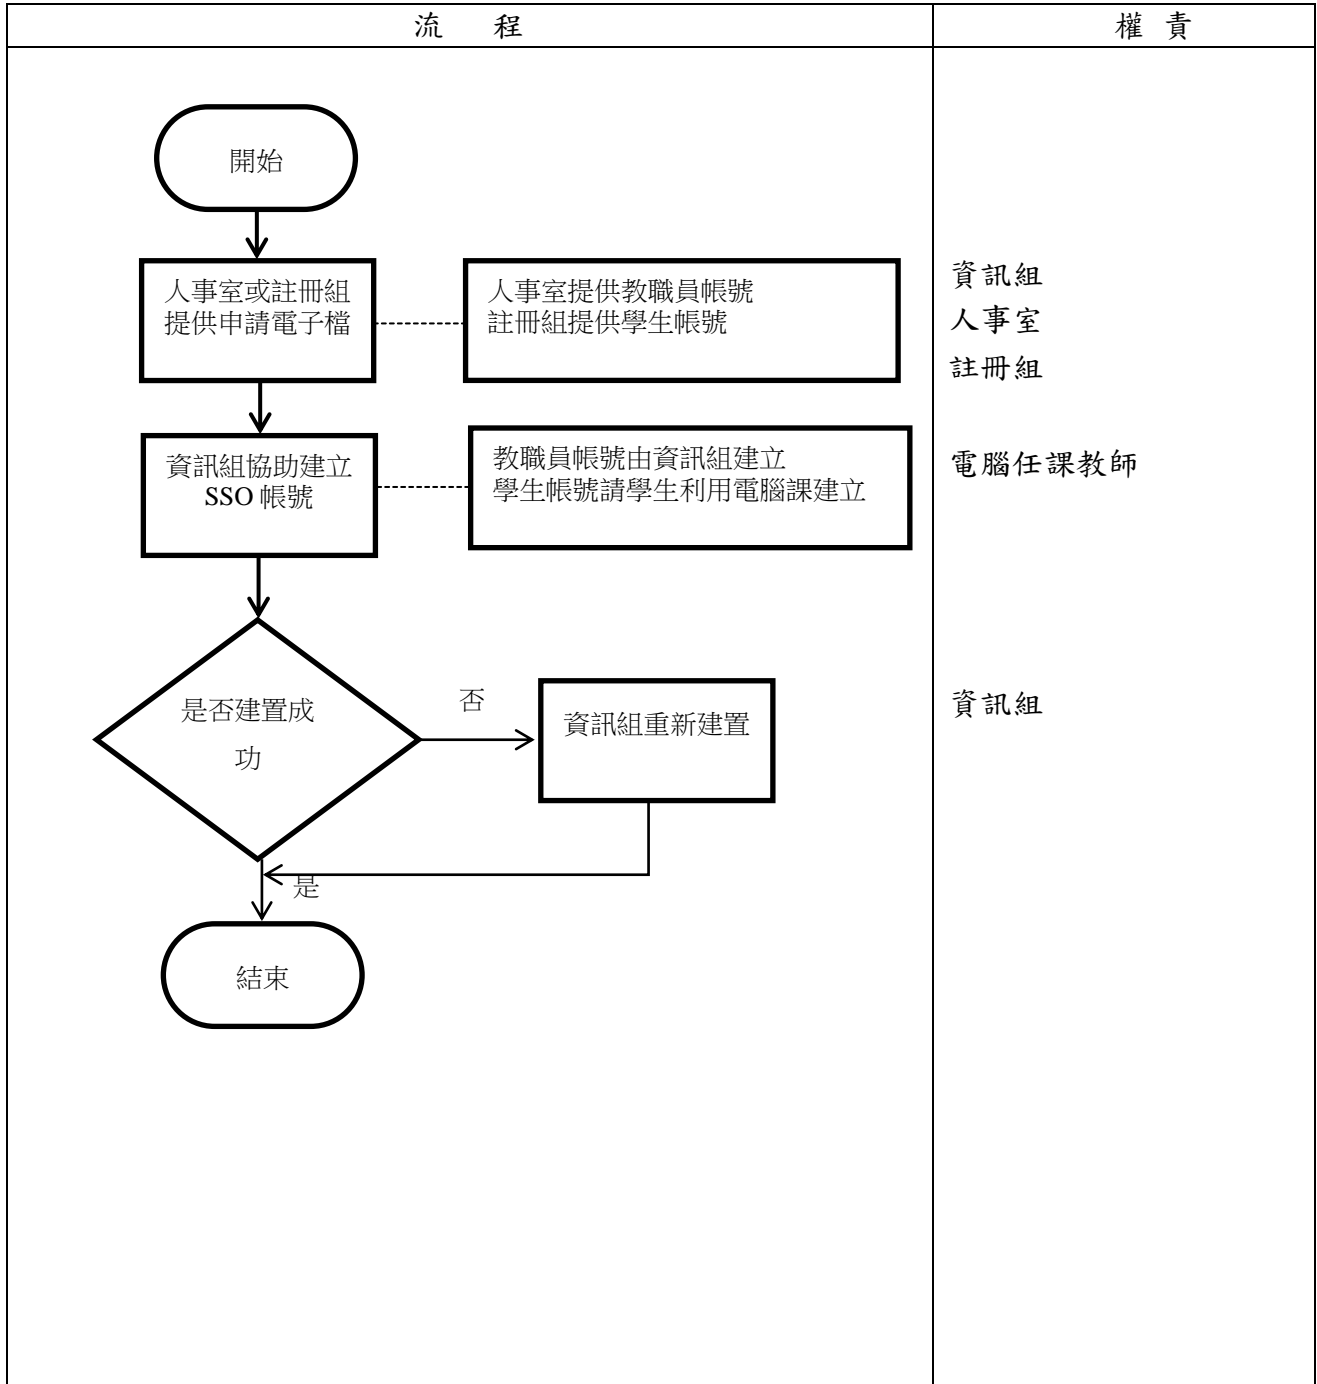 流 程
權 責
開始
人事室或註冊組
提供申請電子檔
人事室提供教職員帳號
註冊組提供學生帳號
資訊組
人事室
註冊組
資訊組協助建立
SSO 帳號
教職員帳號由資訊組建立
學生帳號請學生利用電腦課建立
電腦任課教師
是否建置成
功
否
資訊組重新建置
資訊組
是
結束